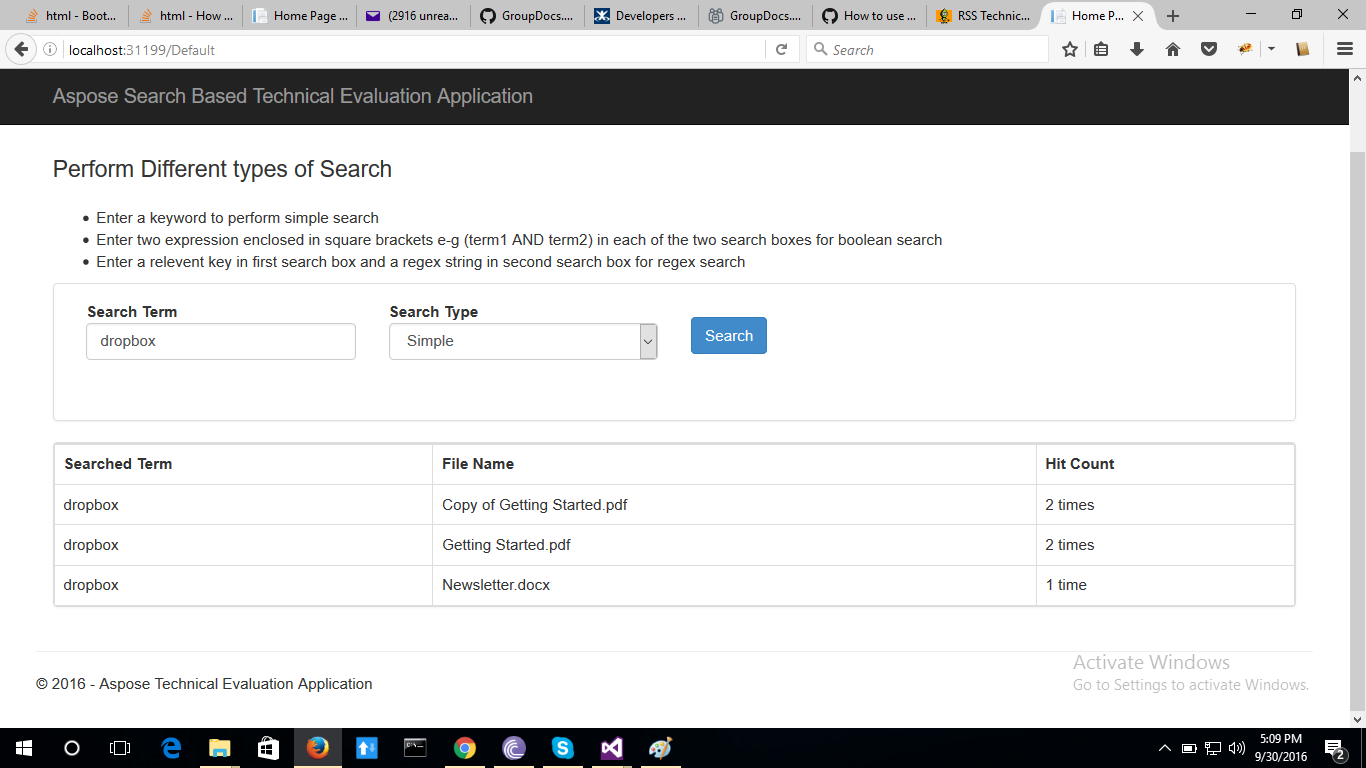 html - Boot... html - How ... Home Page ... (2916 unrea... GroupDocs.... Developers ... GroupDocs.... How to use ... RSS Technic... Home P...
localhost:31199/Default Search
Aspose Search Based Technical Evaluation Application
Perform Different types of Search
• Enter a keyword to perform simple search
• Enter two expression enclosed in square brackets e-g (term1 AND term2) in each of the two search boxes for boolean search
• Enter a relevent key in first search box and a regex string in second search box for regex search
Search Term Search Type
dropbox Simple Search
Searched Term File Name Hit Count
dropbox Copy of Getting Started.pdf 2 times
dropbox Getting Started.pdf 2 times
dropbox Newsletter.docx 1 time
Activate Windows
Go to Settings to activate Windows.
© 2016 - Aspose Technical Evaluation Application
5:09 PM
9/30/2016
2